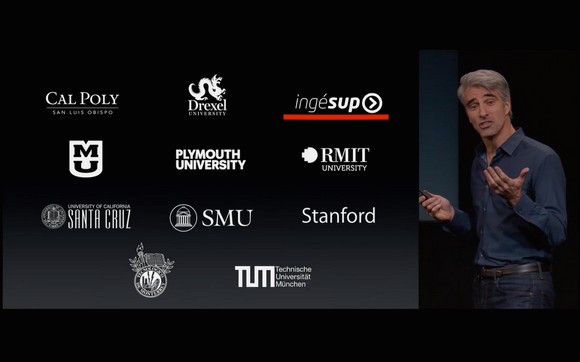 CAL POLY
SAN LUIS OBISPO
Drexel
UNIVERSITY
ingésup
MU
PLYMOUTH
UNIVERSITY
RMIT
UNIVERSITY
UNIVERSITY OF CALIFORNIA
SANTA CRUZ
SMU
Stanford
TUM
Technische
Universität
München